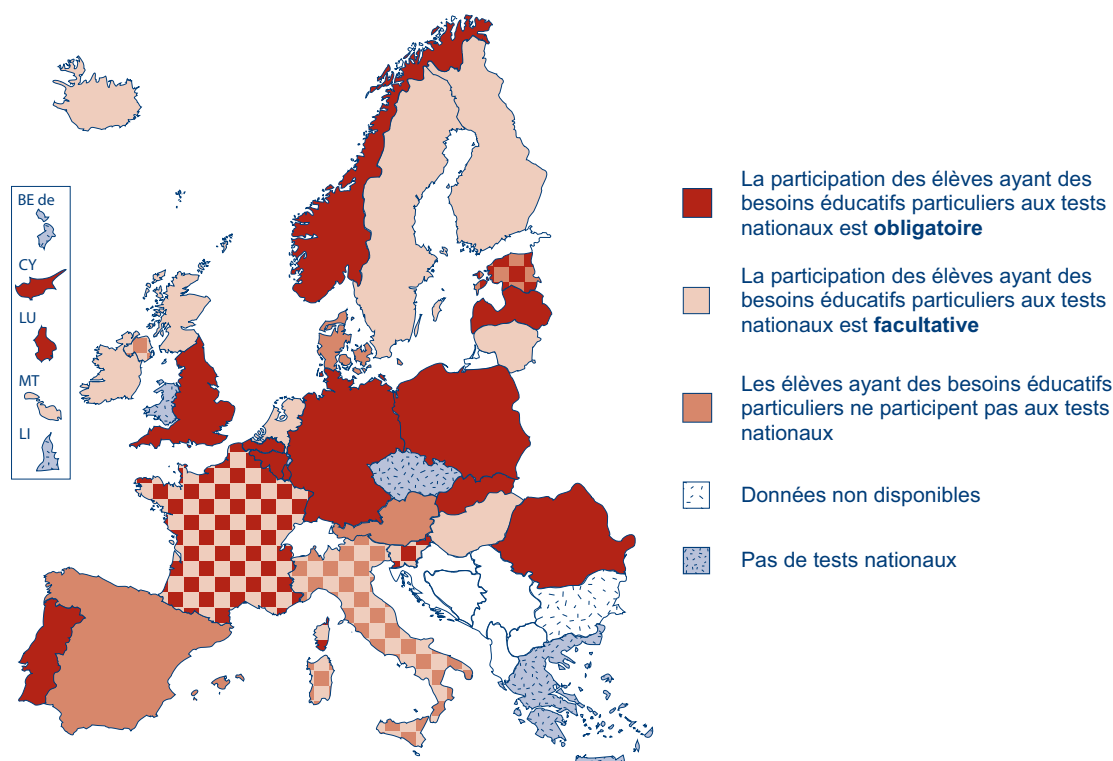 BE de
CY
LU
MT
LI
La participation des élèves ayant des
besoins éducatifs particuliers aux tests
nationaux est obligatoire
La participation des élèves ayant des
besoins éducatifs particuliers aux tests
nationaux est facultative
Les élèves ayant des besoins éducatifs
particuliers ne participent pas aux tests
nationaux
Données non disponibles
Pas de tests nationaux